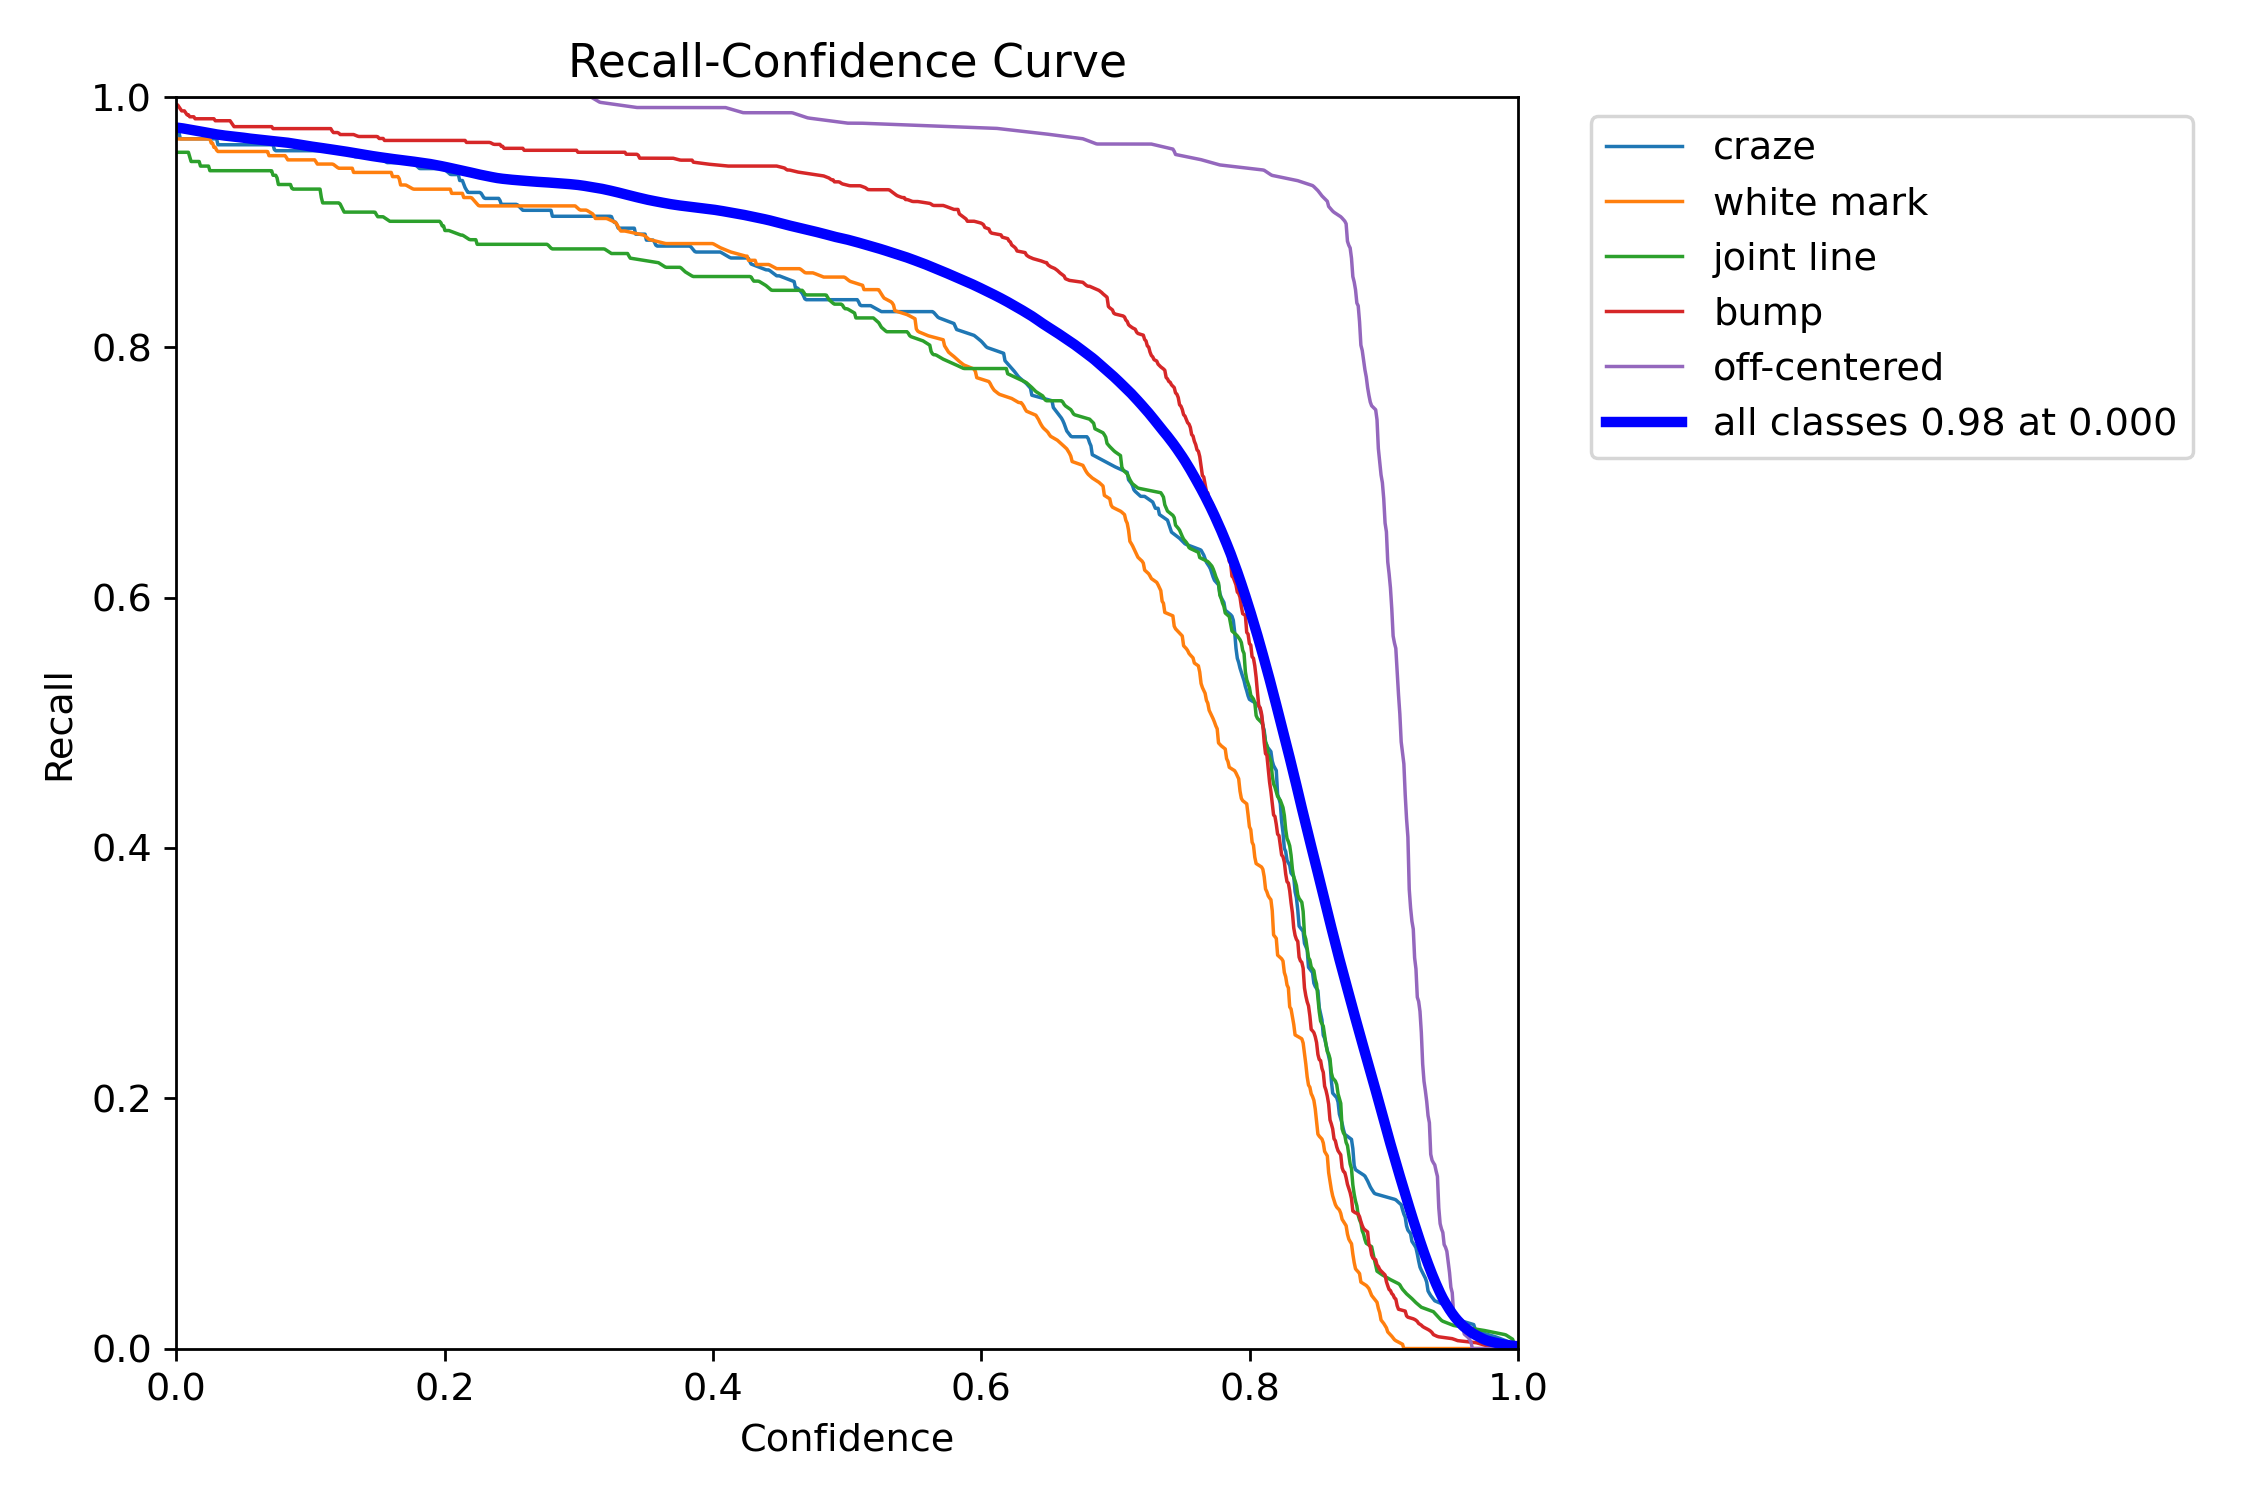 Recall-Confidence Curve
1.0
0.8
0.6
0.4
0.2
0.0
Recall
0.0 0.2 0.4 0.6 0.8 1.0
Confidence
craze
white mark
joint line
bump
off-centered
all classes 0.98 at 0.000